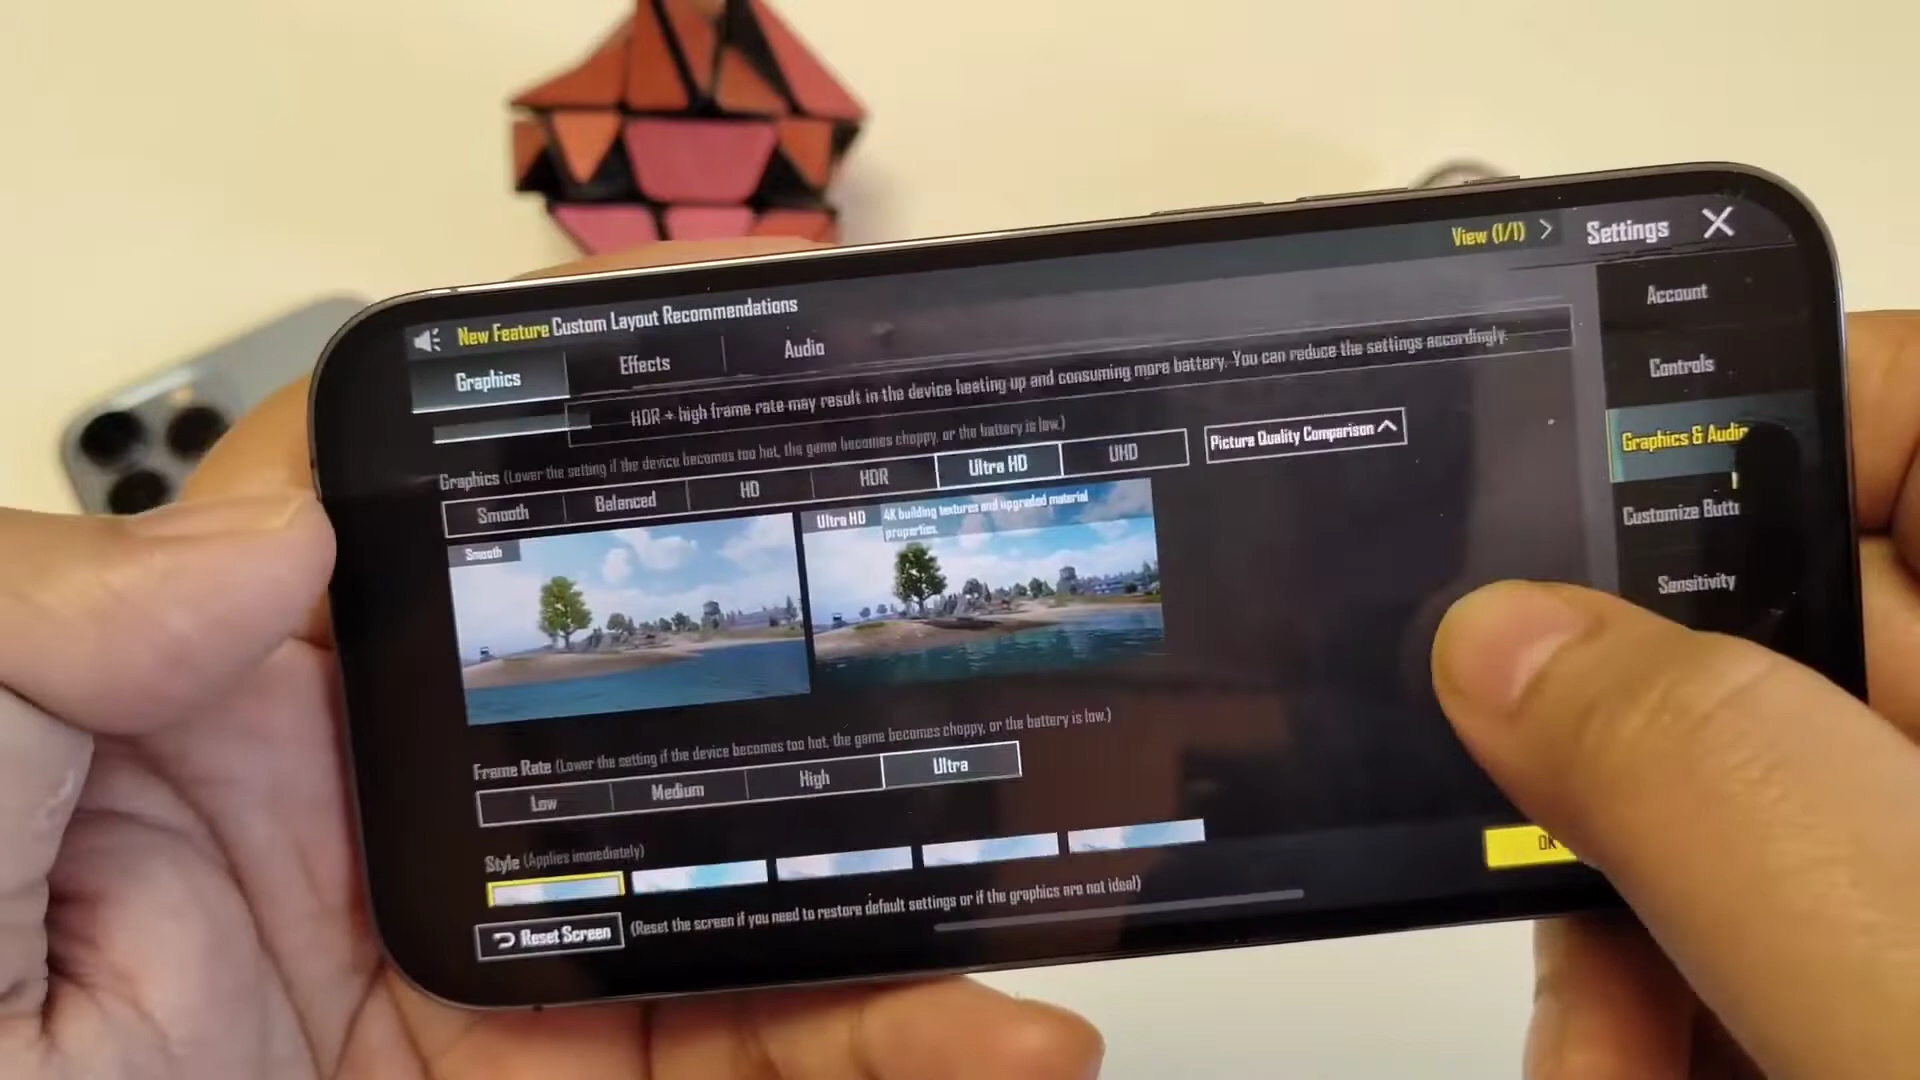 View (1/1) >
Settings X
New Feature Custom Layout Recommendations
Graphics
Effects
Audio
HDR + high frame rate may result in the device heating up and consuming more battery. You can reduce the settings accordingly.
Graphics (Lower the setting if the device becomes too hot, the game becomes choppy, or the battery is low.)
Smooth
Balanced
HD
HDR
Ultra HD
UHD
Picture Quality Comparison
Smooth
Ultra HD
4K building textures and upgraded material
properties.
Frame Rate (Lower the setting if the device becomes too hot, the game becomes choppy, or the battery is low.)
Low
Medium
High
Ultra
Style (Applies immediately)
Reset Screen
(Reset the screen if you need to restore default settings or if the graphics are not ideal)
Account
Controls
Graphics & Audio
Customize Butt
Sensitivity
OK